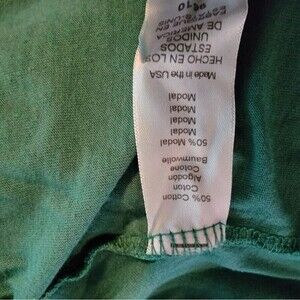 50% Cotton
Coton
Algodón
Cotone
Baumwolle
50% Modal
Modal
Modal
Modal
Modal
Made in the USA
HECHO EN LOS
ESTADOS
UNIDOS
DE AMERICA